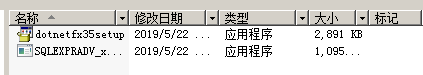 名称 修改日期 类型 大小 标记
dotnetfx35setup 2019/5/22 ... 应用程序 2,891 KB
SQLEXPRADV_x... 2019/5/22 ... 应用程序 1,095...